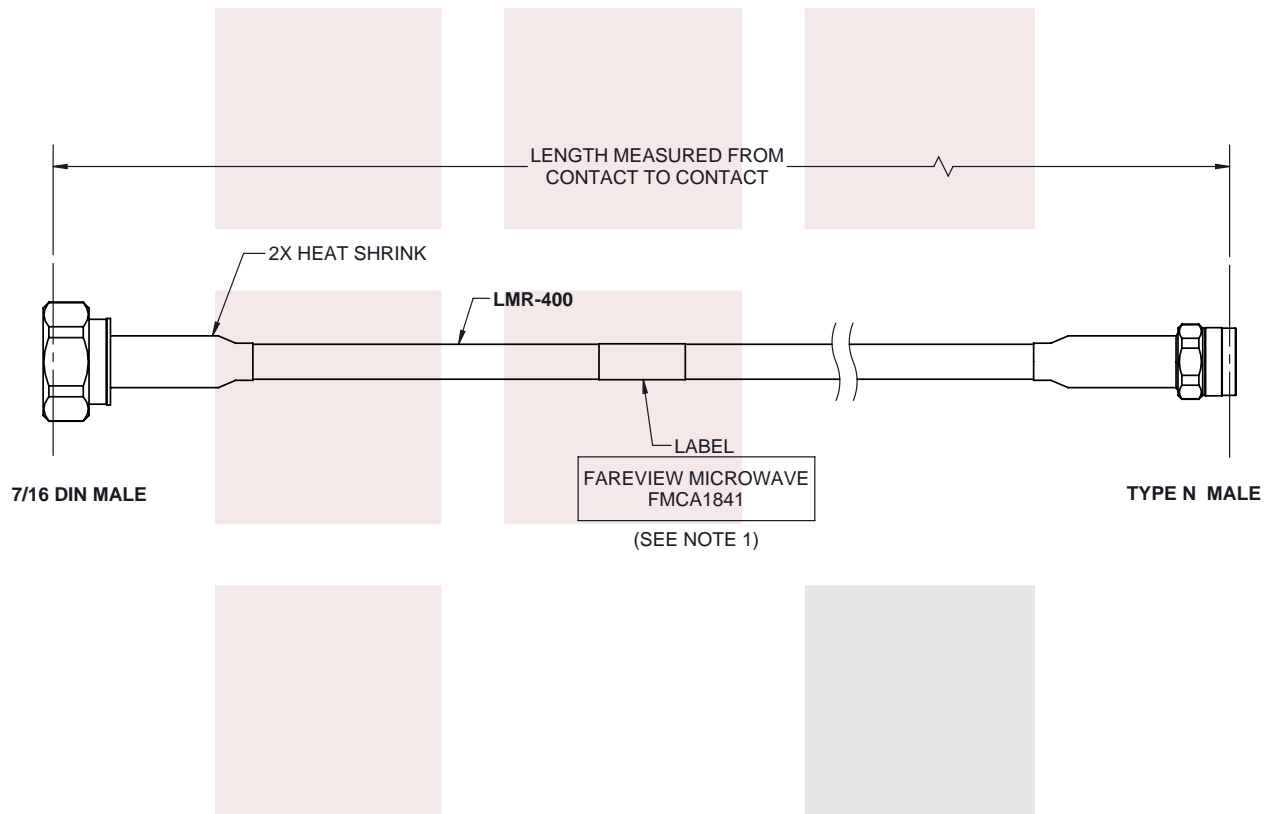 LENGTH MEASURED FROM
CONTACT TO CONTACT
2X HEAT SHRINK
LMR-400
LABEL
FAREVIEW MICROWAVE
FMCA1841
(SEE NOTE 1)
7/16 DIN MALE
TYPE N MALE